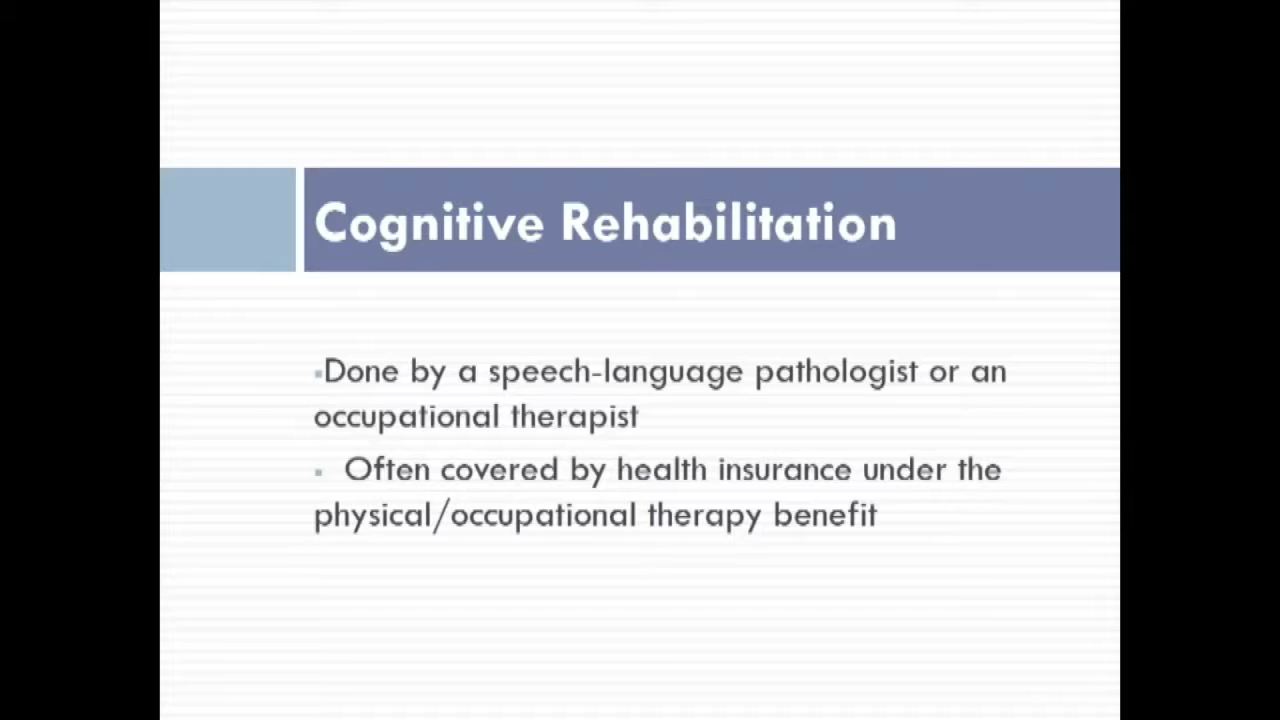 Cognitive Rehabilitation
▪Done by a speech-language pathologist or an
occupational therapist
▪ Often covered by health insurance under the
physical/occupational therapy benefit